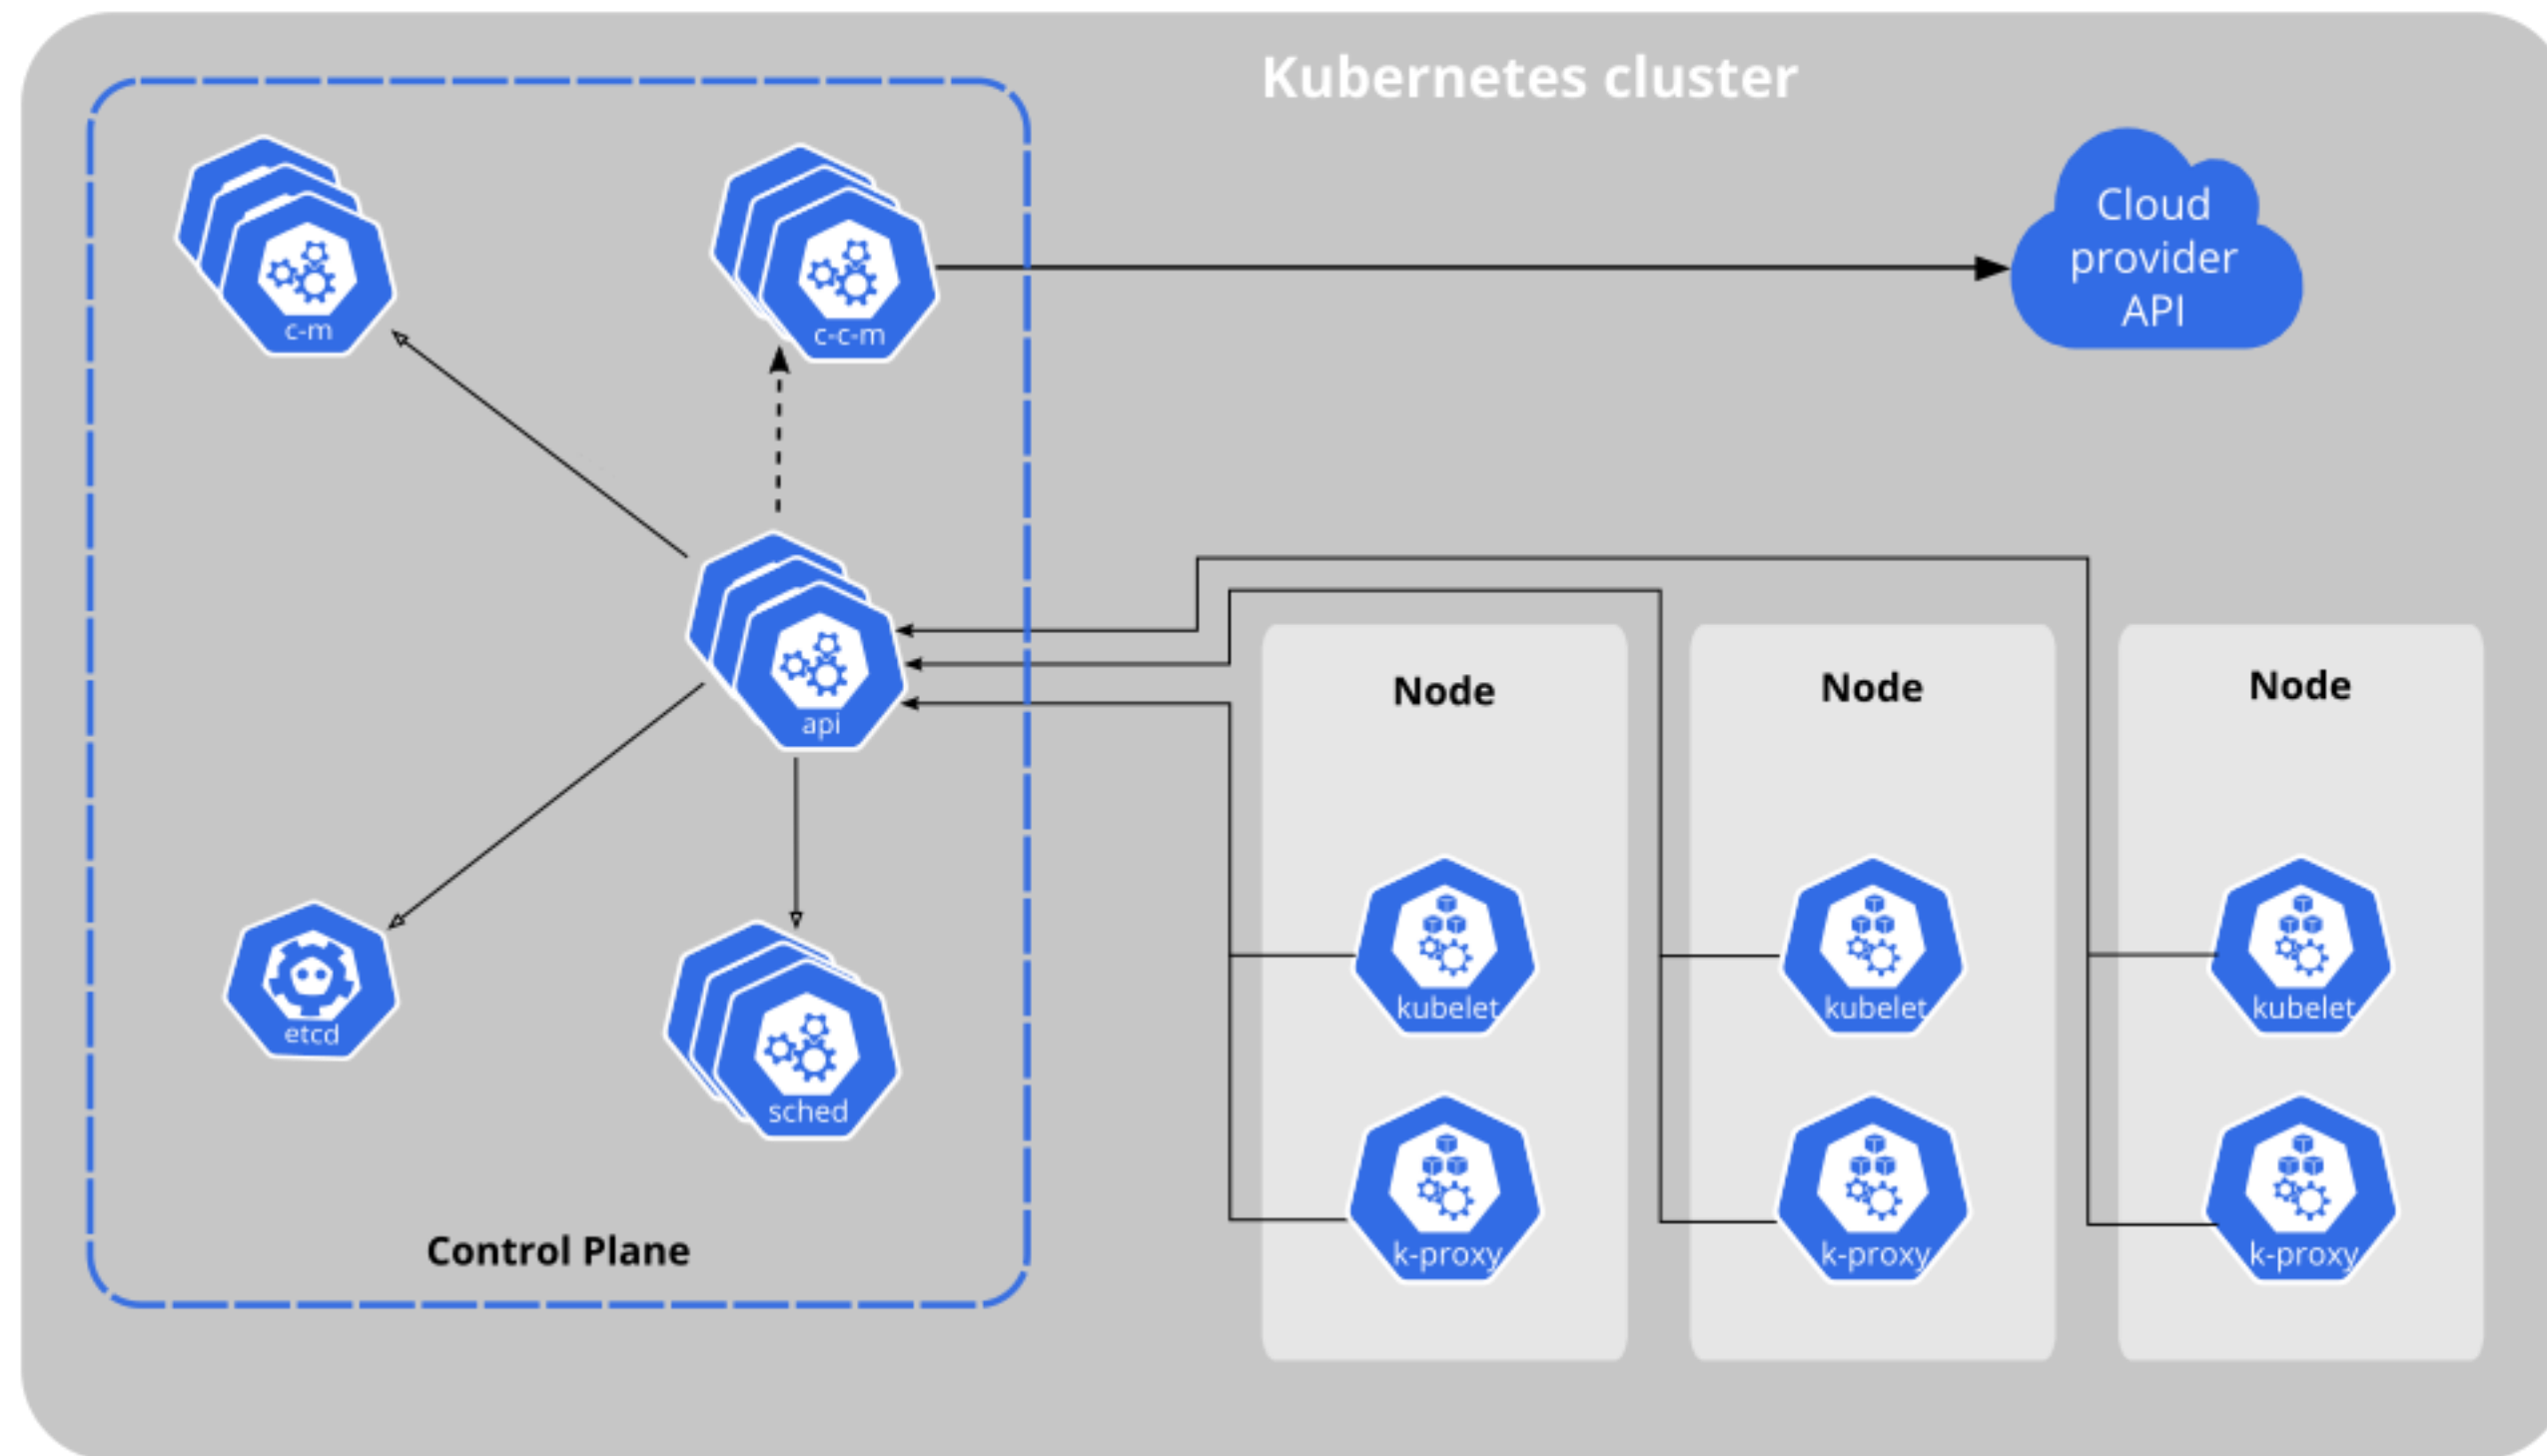 Kubernetes cluster
c-m
c-c-m
Cloud
provider
API
api
etcd
sched
Control Plane
Node
kubelet
k-proxy
Node
kubelet
k-proxy
Node
kubelet
k-proxy